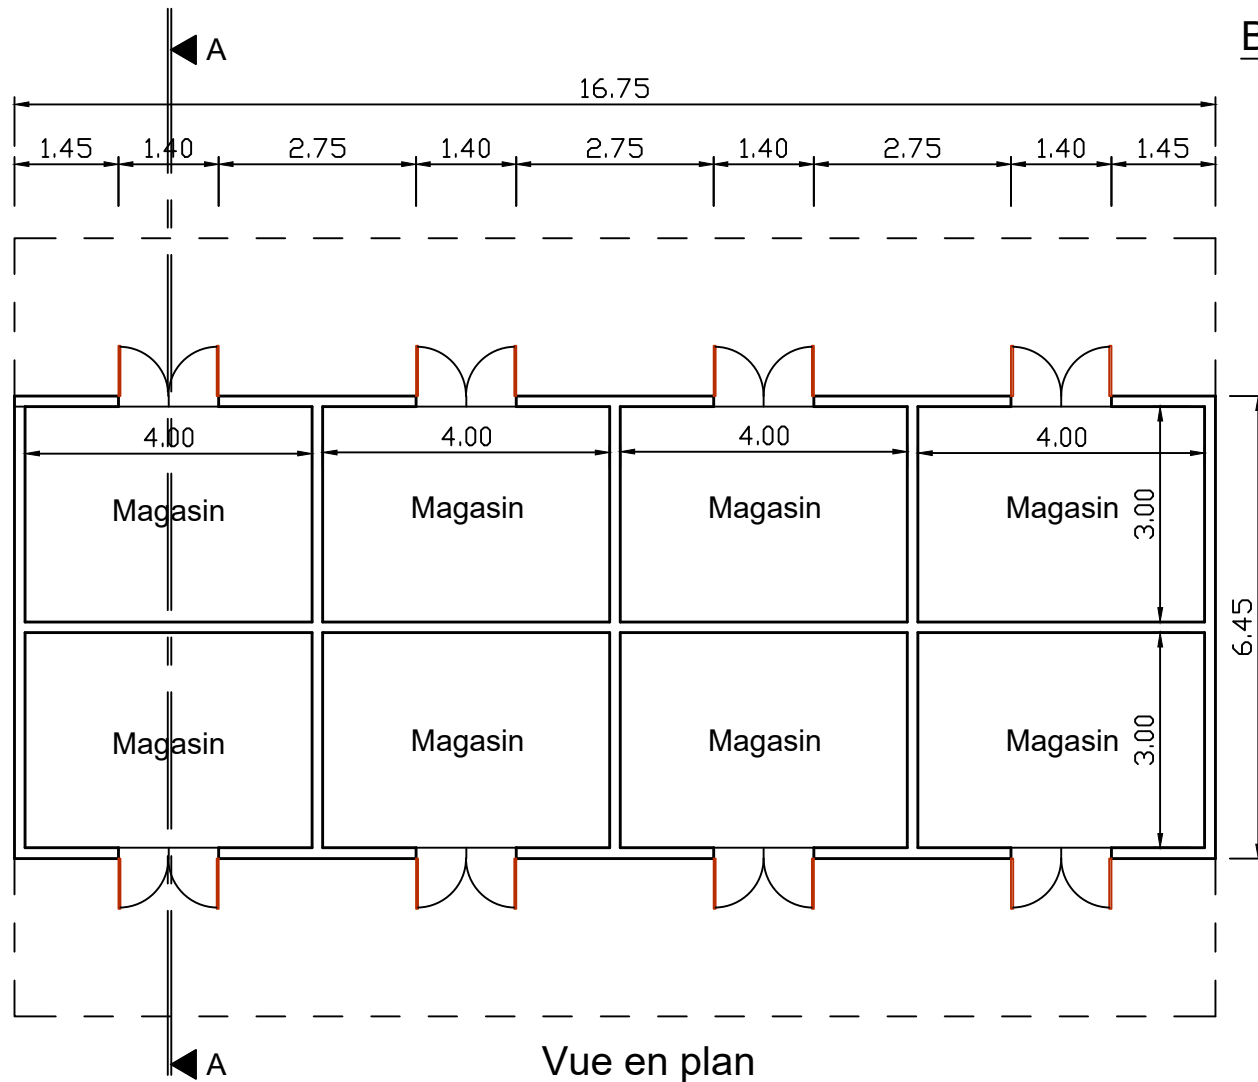 A
B
16.75
1.45 1.40 2.75 1.40 2.75 1.40 2.75 1.40 1.45
4.00 4.00 4.00 4.00
Magasin Magasin Magasin Magasin
3.00
6.45
Magasin Magasin Magasin Magasin
3.00
A
Vue en plan